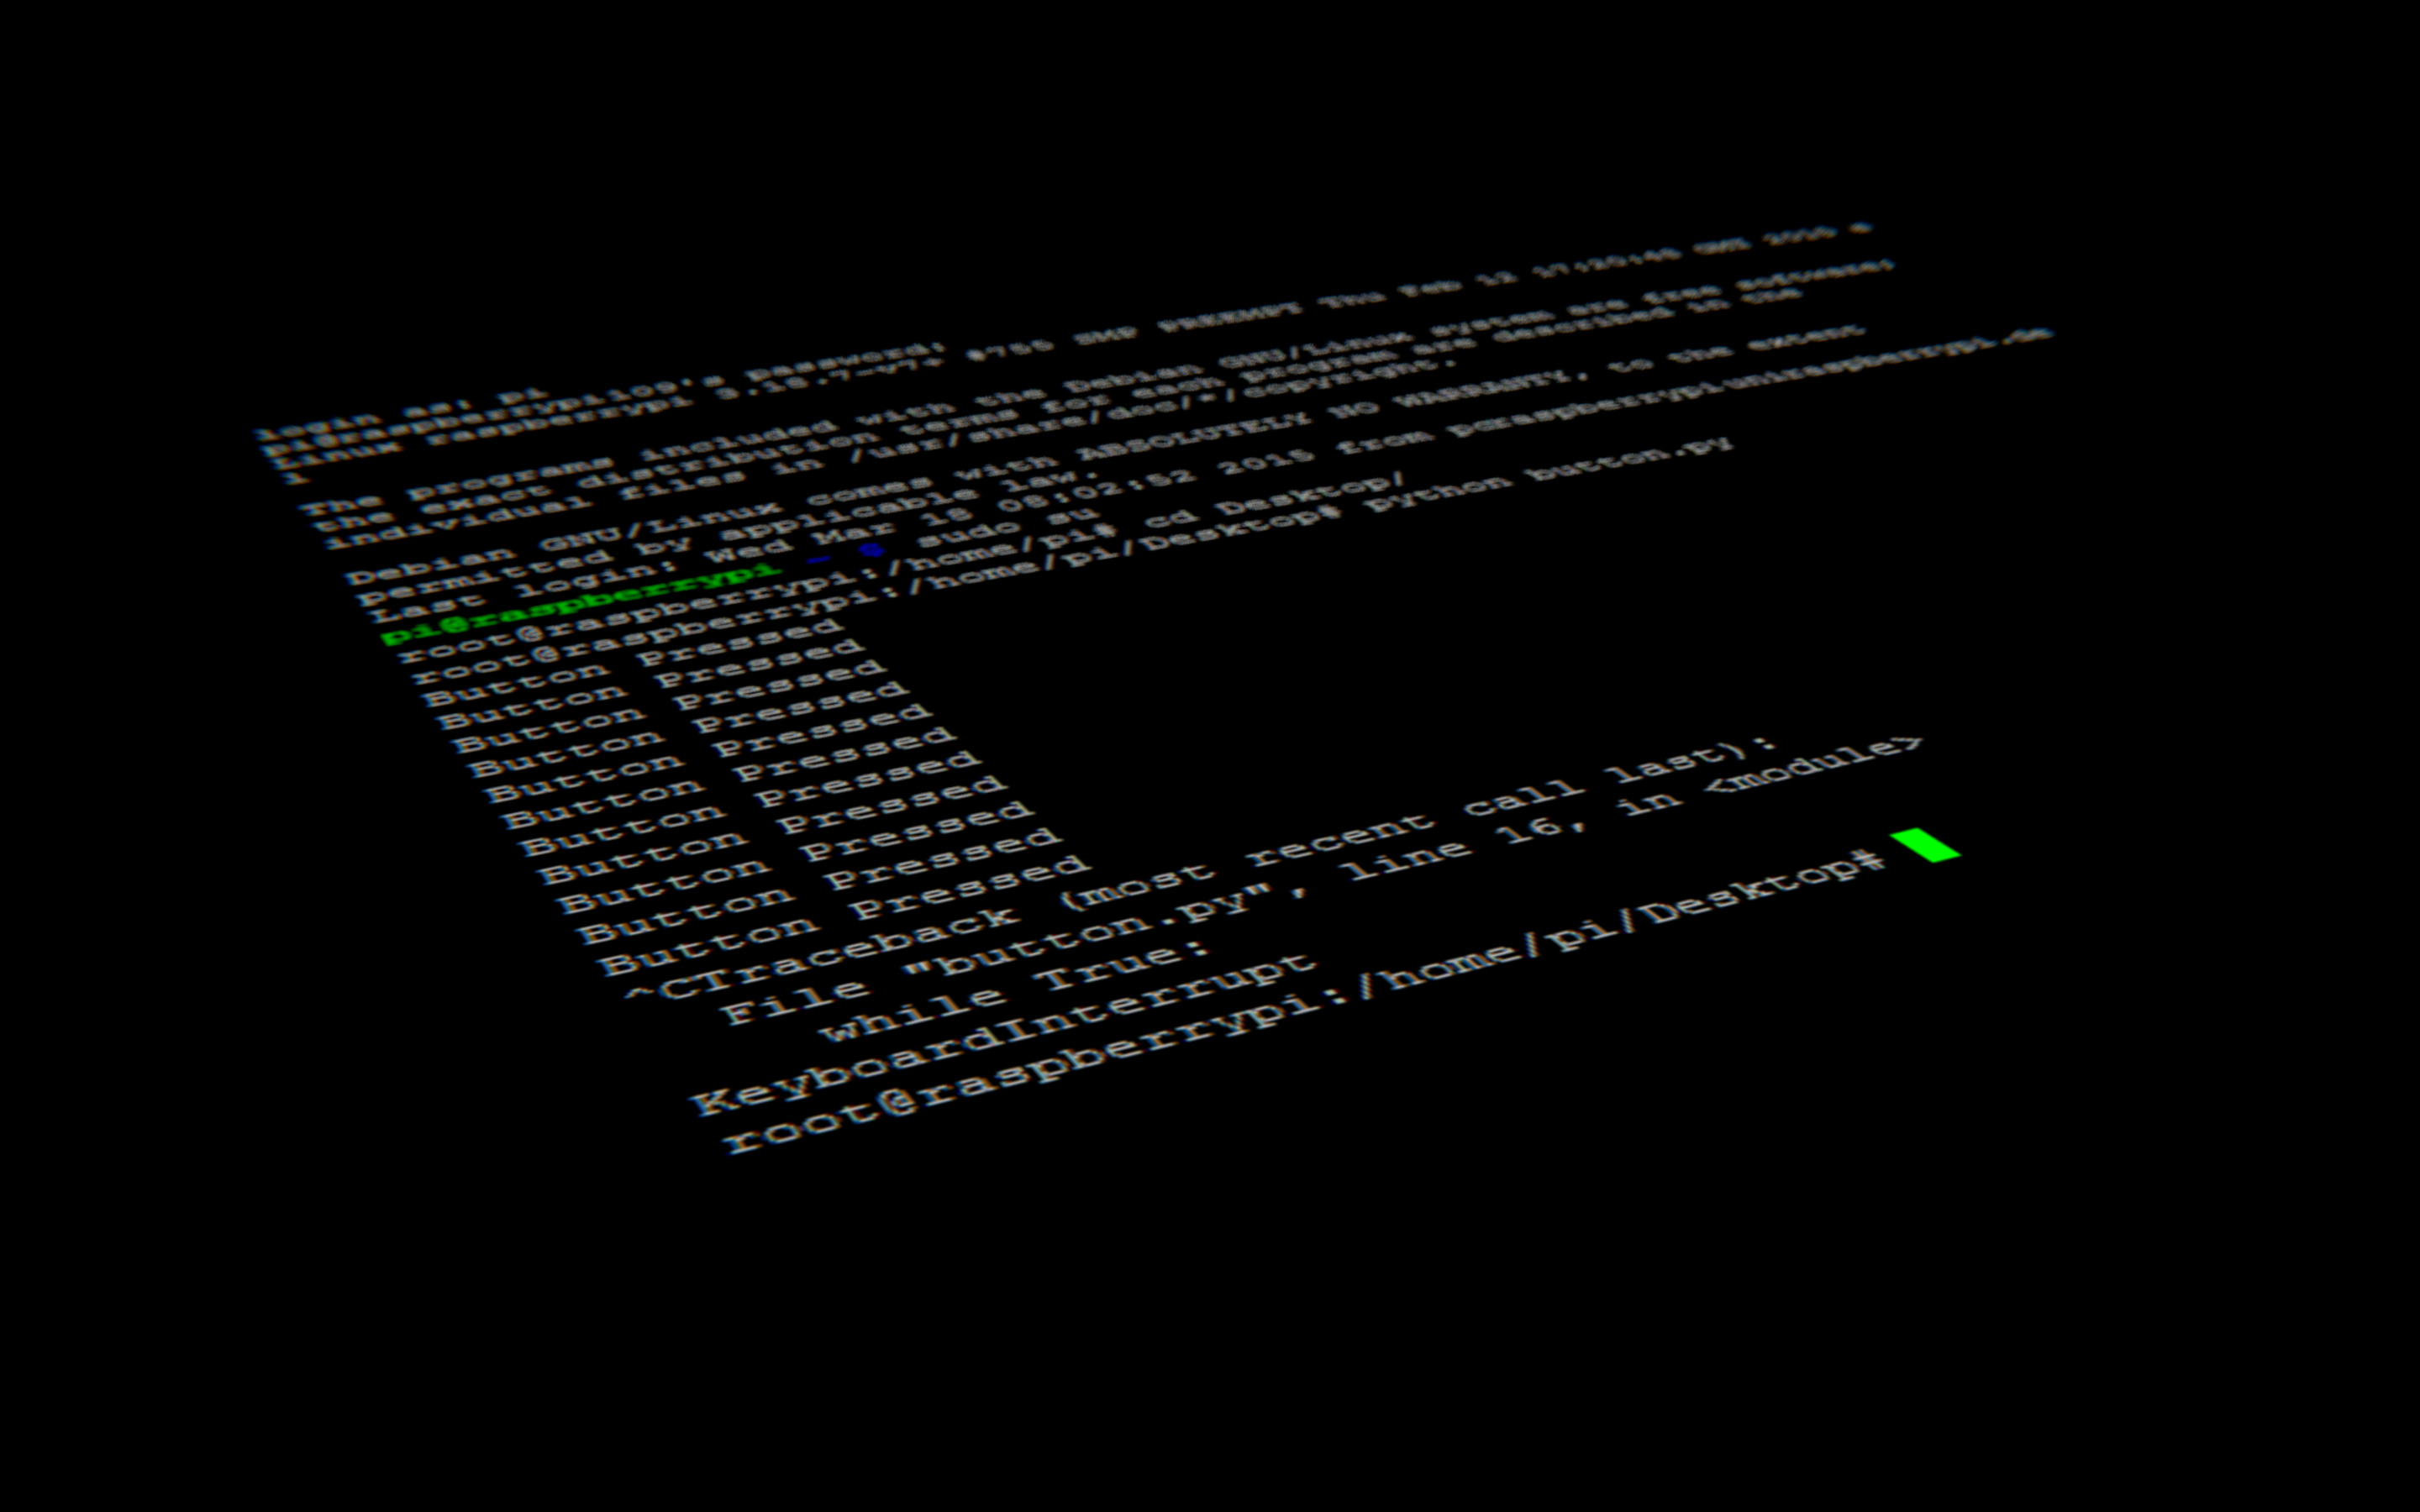 login as: pi
pi@raspberrypi109's password:
Linux raspberrypi 3.18.7-v7+ #755 SMP PREEMPT Thu Feb 12 GMT 2015 a
l
The programs included with the Debian GNU/Linux system are free software;
the exact distribution terms for each program are described in the
individual files in /usr/share/doc/*/copyright.
Debian GNU/Linux comes with ABSOLUTELY NO WARRANTY, to the extent
permitted by applicable law.
Last login: Wed Mar 18 08:02:52 2015 from
pi@raspberrypi ~ $ sudo su
root@raspberrypi:/home/pi# cd Desktop/
root@raspberrypi:/home/pi/Desktop# python button.py
Button Pressed
Button Pressed
Button Pressed
Button Pressed
Button Pressed
Button Pressed
Button Pressed
Button Pressed
Button Pressed
Button Pressed
Button Pressed
^CTraceback (most recent call last):
File "button.py", line 16, in <module>
while True:
KeyboardInterrupt
root@raspberrypi:/home/pi/Desktop#